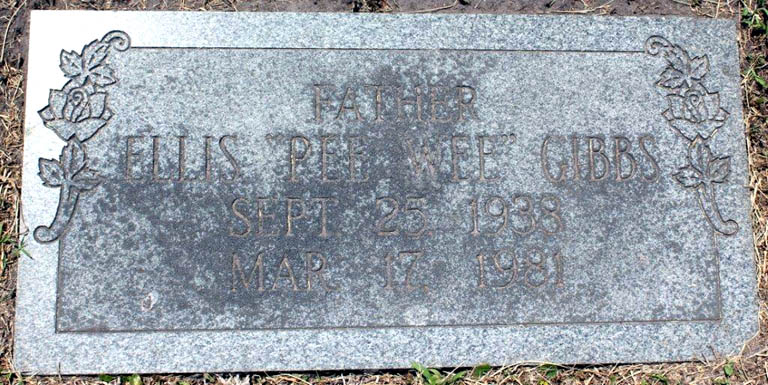 FATHER
ELLIS "PEE WEE" GIBBS
SEPT. 25, 1938
MAR. 17, 1981